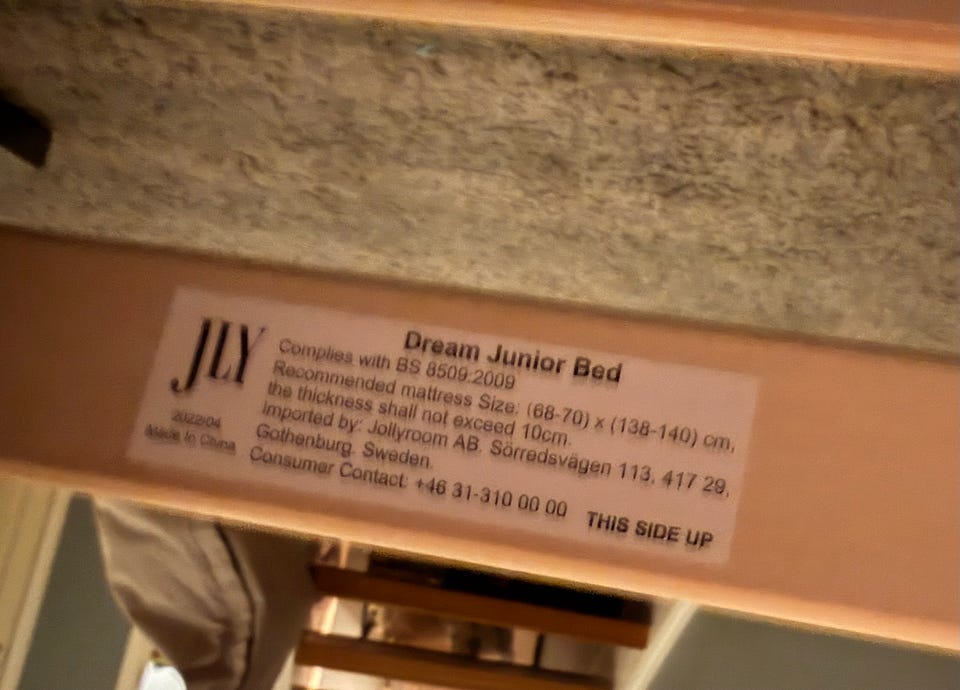 JLY
2022/04
Made In China
Dream Junior Bed
Complies with BS 8509:2009
Recommended mattress Size: (68-70) x (138-140) cm,
the thickness shall not exceed 10cm.
Imported by: Jollyroom AB. Sörredsvägen 113, 417 29,
Gothenburg. Sweden.
Consumer Contact: +46 31-310 00 00
THIS SIDE UP